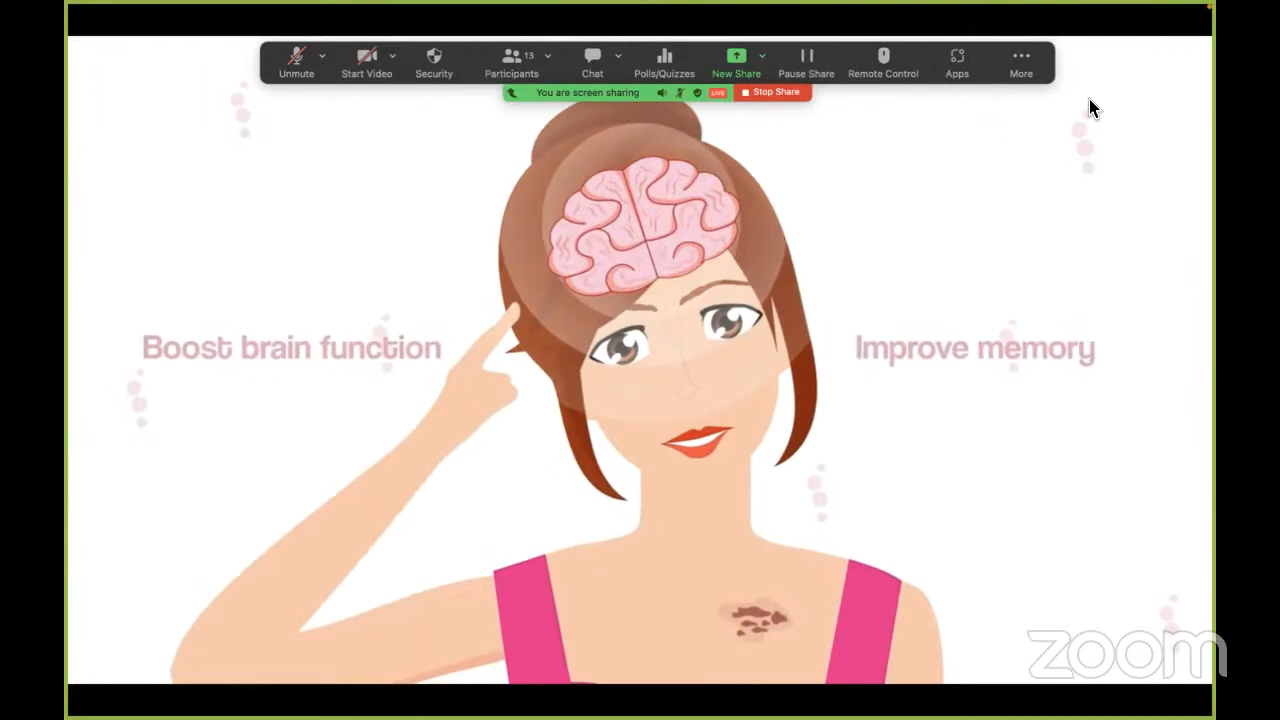 13
Unmute Start Video Security Participants Chat Polls/Quizzes New Share Pause Share Remote Control Apps More
You are screen sharing LIVE Stop Share
Boost brain function Improve memory
zoom